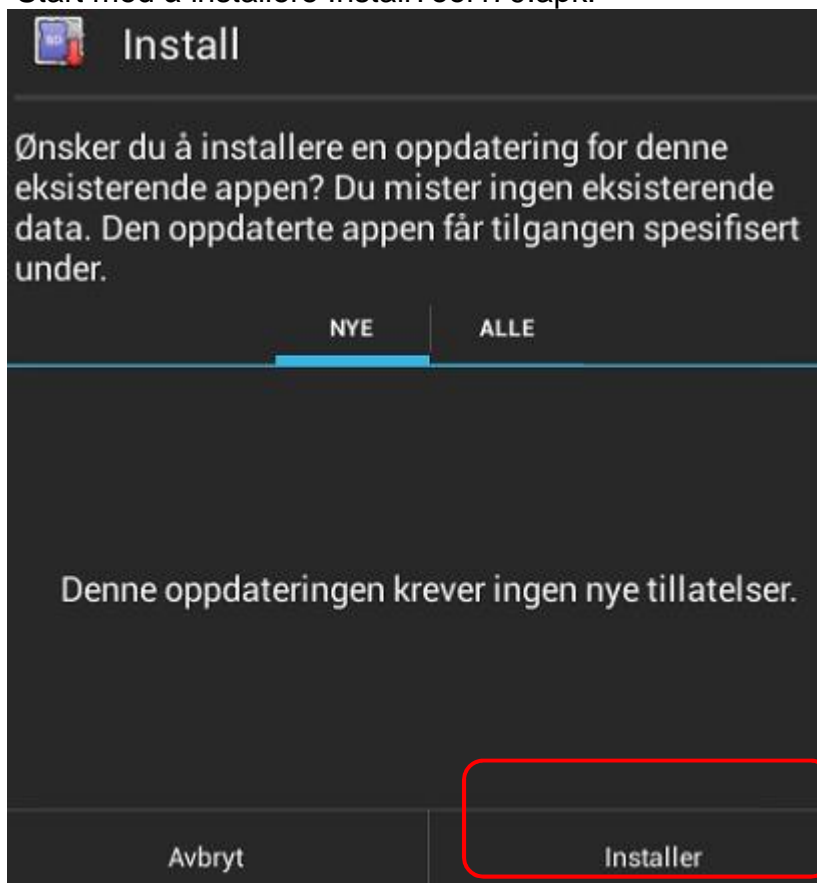 Install
Ønsker du å installere en oppdatering for denne
eksisterende appen? Du mister ingen eksisterende
data. Den oppdaterte appen får tilgangen spesifisert
under.
NYE ALLE
Denne oppdateringen krever ingen nye tillatelser.
Avbryt Installer